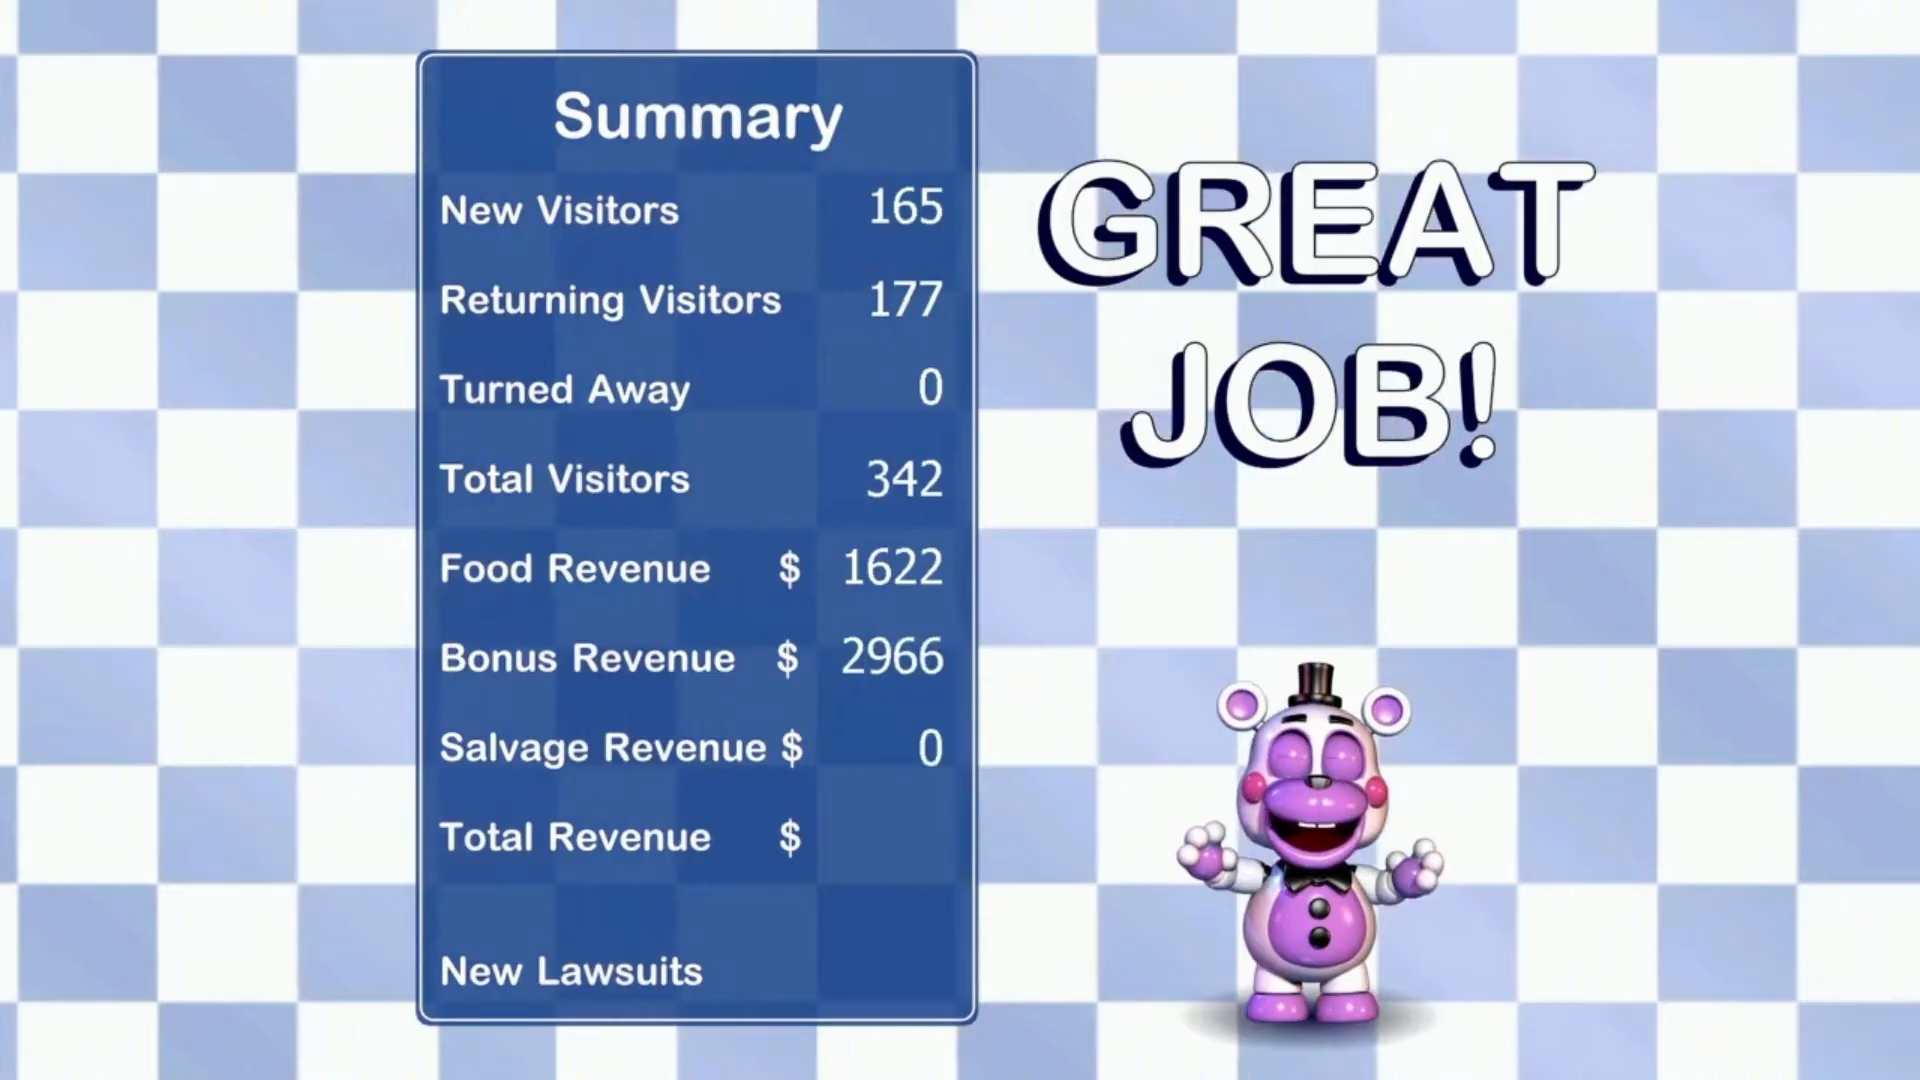 Summary
New Visitors 165
Returning Visitors 177
Turned Away 0
Total Visitors 342
Food Revenue $ 1622
Bonus Revenue $ 2966
Salvage Revenue $ 0
Total Revenue $
New Lawsuits
GREAT
JOB!